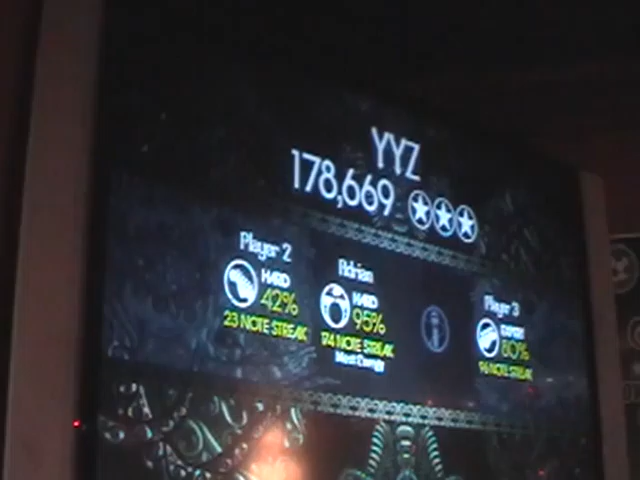 YYZ
178,669
Player 2
HARD
42%
23 NOTE STREAK
Adrian
HARD
95%
174 NOTE STREAK
Most Energy
Player 3
EXPERT
80%
96 NOTE STREAK